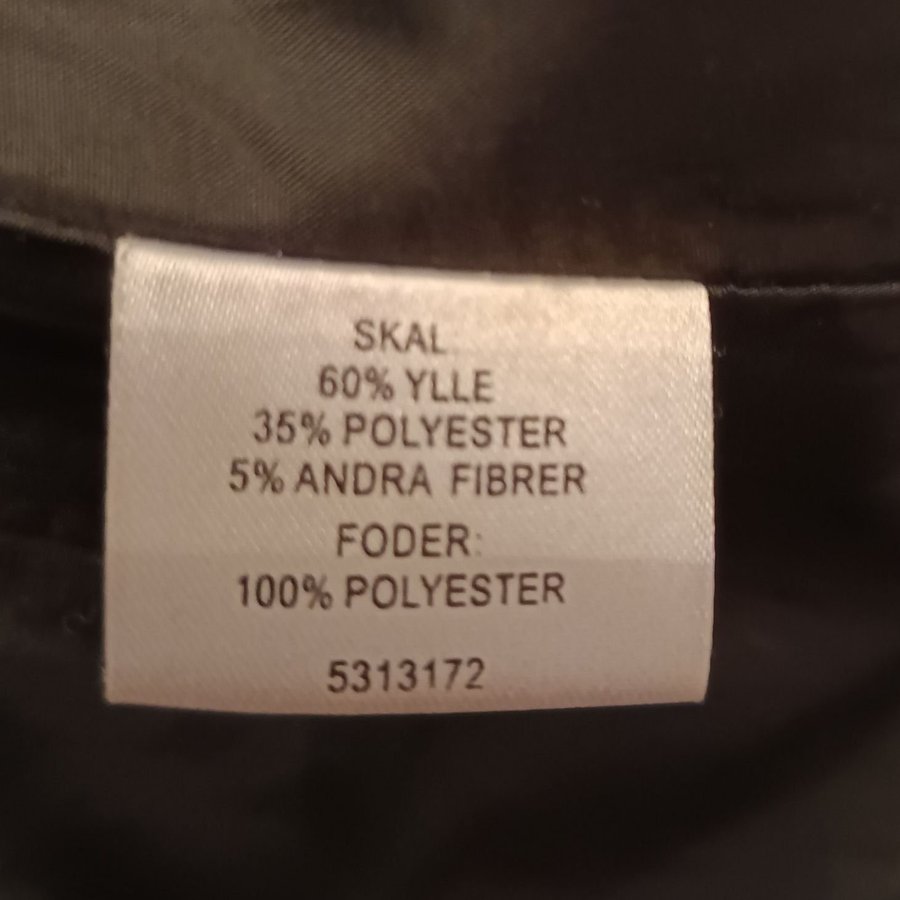 SKAL:
60% YLLE
35% POLYESTER
5% ANDRA FIBRER
FODER:
100% POLYESTER
5313172